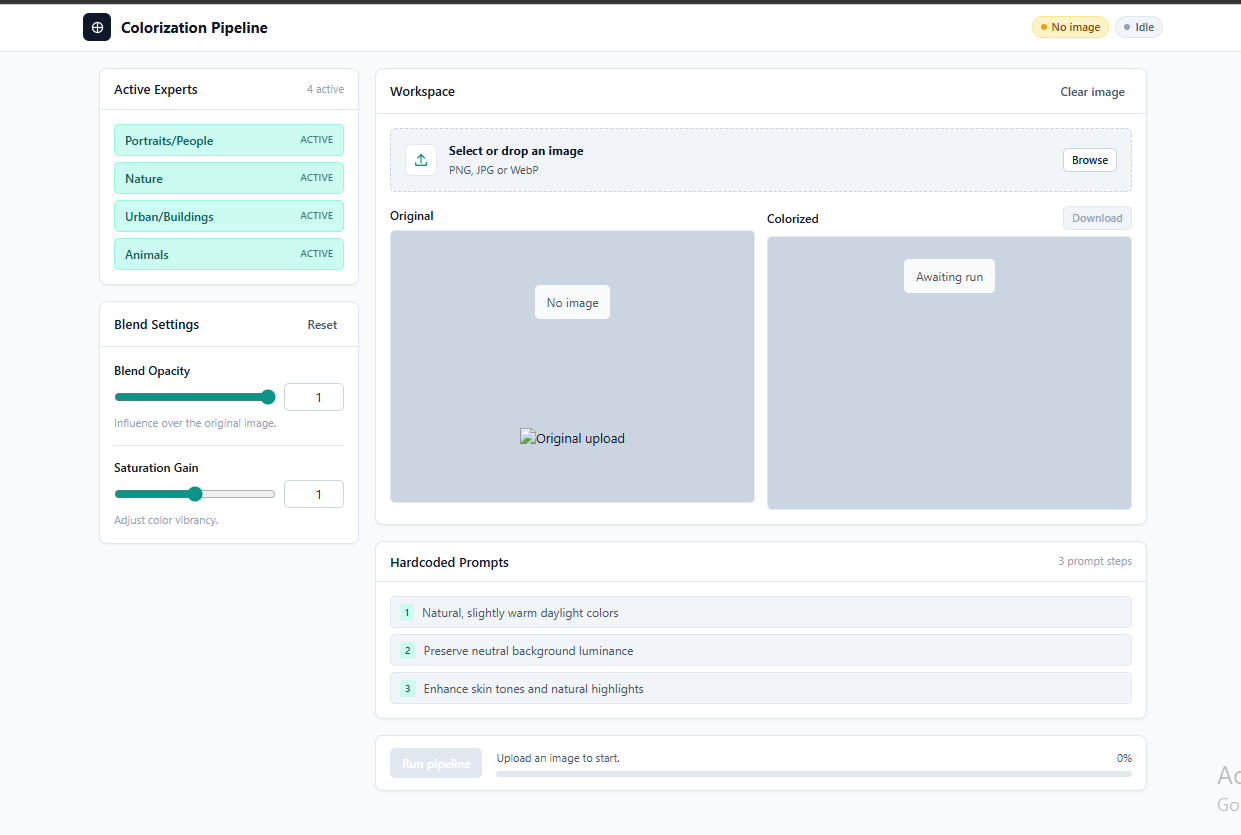 Colorization Pipeline
No image
Idle
Active Experts
4 active
Portraits/People
ACTIVE
Nature
ACTIVE
Urban/Buildings
ACTIVE
Animals
ACTIVE
Blend Settings
Reset
Blend Opacity
1
Influence over the original image.
Saturation Gain
1
Adjust color vibrancy.
Workspace
Clear image
Select or drop an image
PNG, JPG or WebP
Browse
Original
No image
Original upload
Colorized
Download
Awaiting run
Hardcoded Prompts
3 prompt steps
1 Natural, slightly warm daylight colors
2 Preserve neutral background luminance
3 Enhance skin tones and natural highlights
Run pipeline
Upload an image to start.
0%
Go